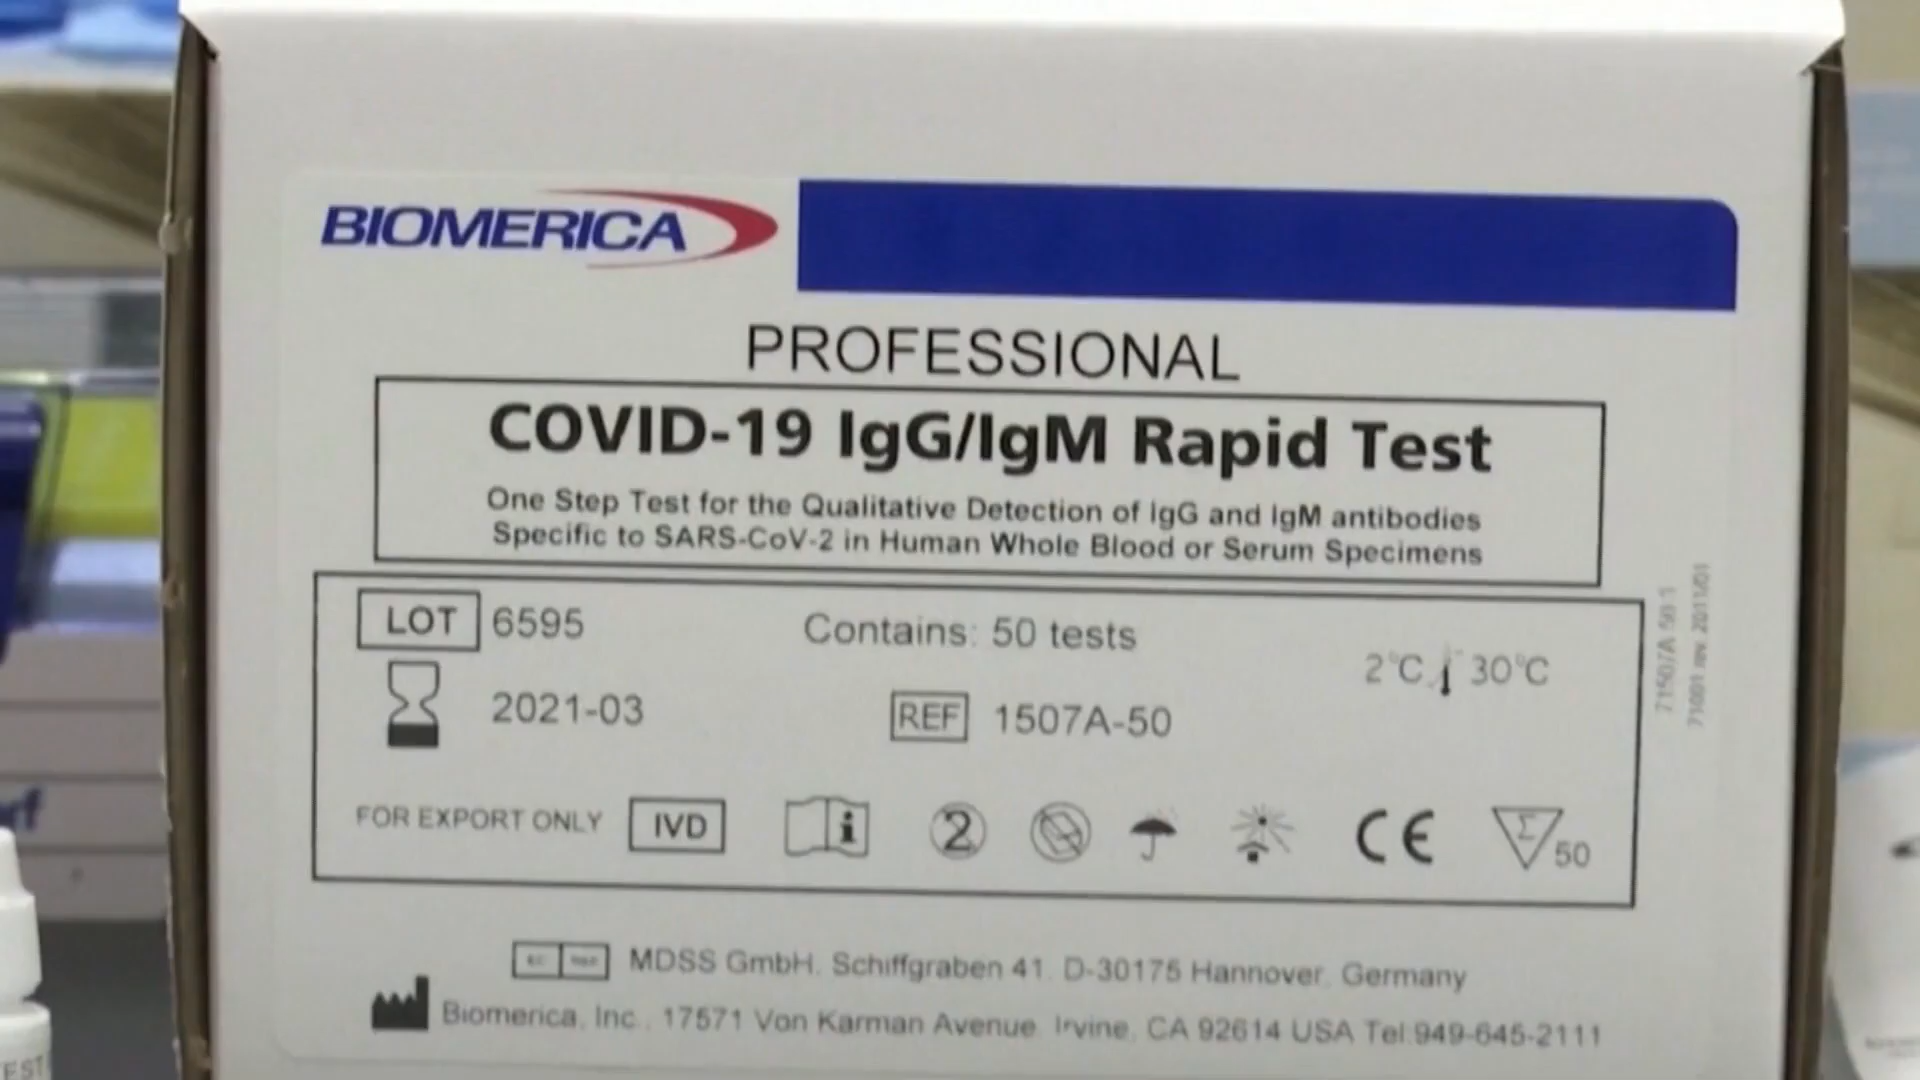 BIOMERICA
PROFESSIONAL
COVID-19 IgG/IgM Rapid Test
One Step Test for the Qualitative Detection of IgG and IgM antibodies
Specific to SARS-CoV-2 in Human Whole Blood or Serum Specimens
LOT 6595
Contains: 50 tests
2°C 30°C
2021-03
REF 1507A-50
FOR EXPORT ONLY IVD i 2 CE Σ 50
MDSS GmbH. Schiffgraben 41. D-30175 Hannover, Germany
Biomerica, Inc., 17571 Von Karman Avenue. Irvine, CA 92614 USA Tel:949-645-2111